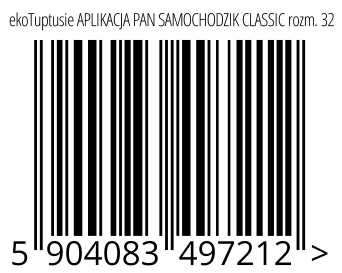 ekoTuptusie APLIKACJA PAN SAMOCHODZIK CLASSIC rozm. 32
5 904083 497212 >